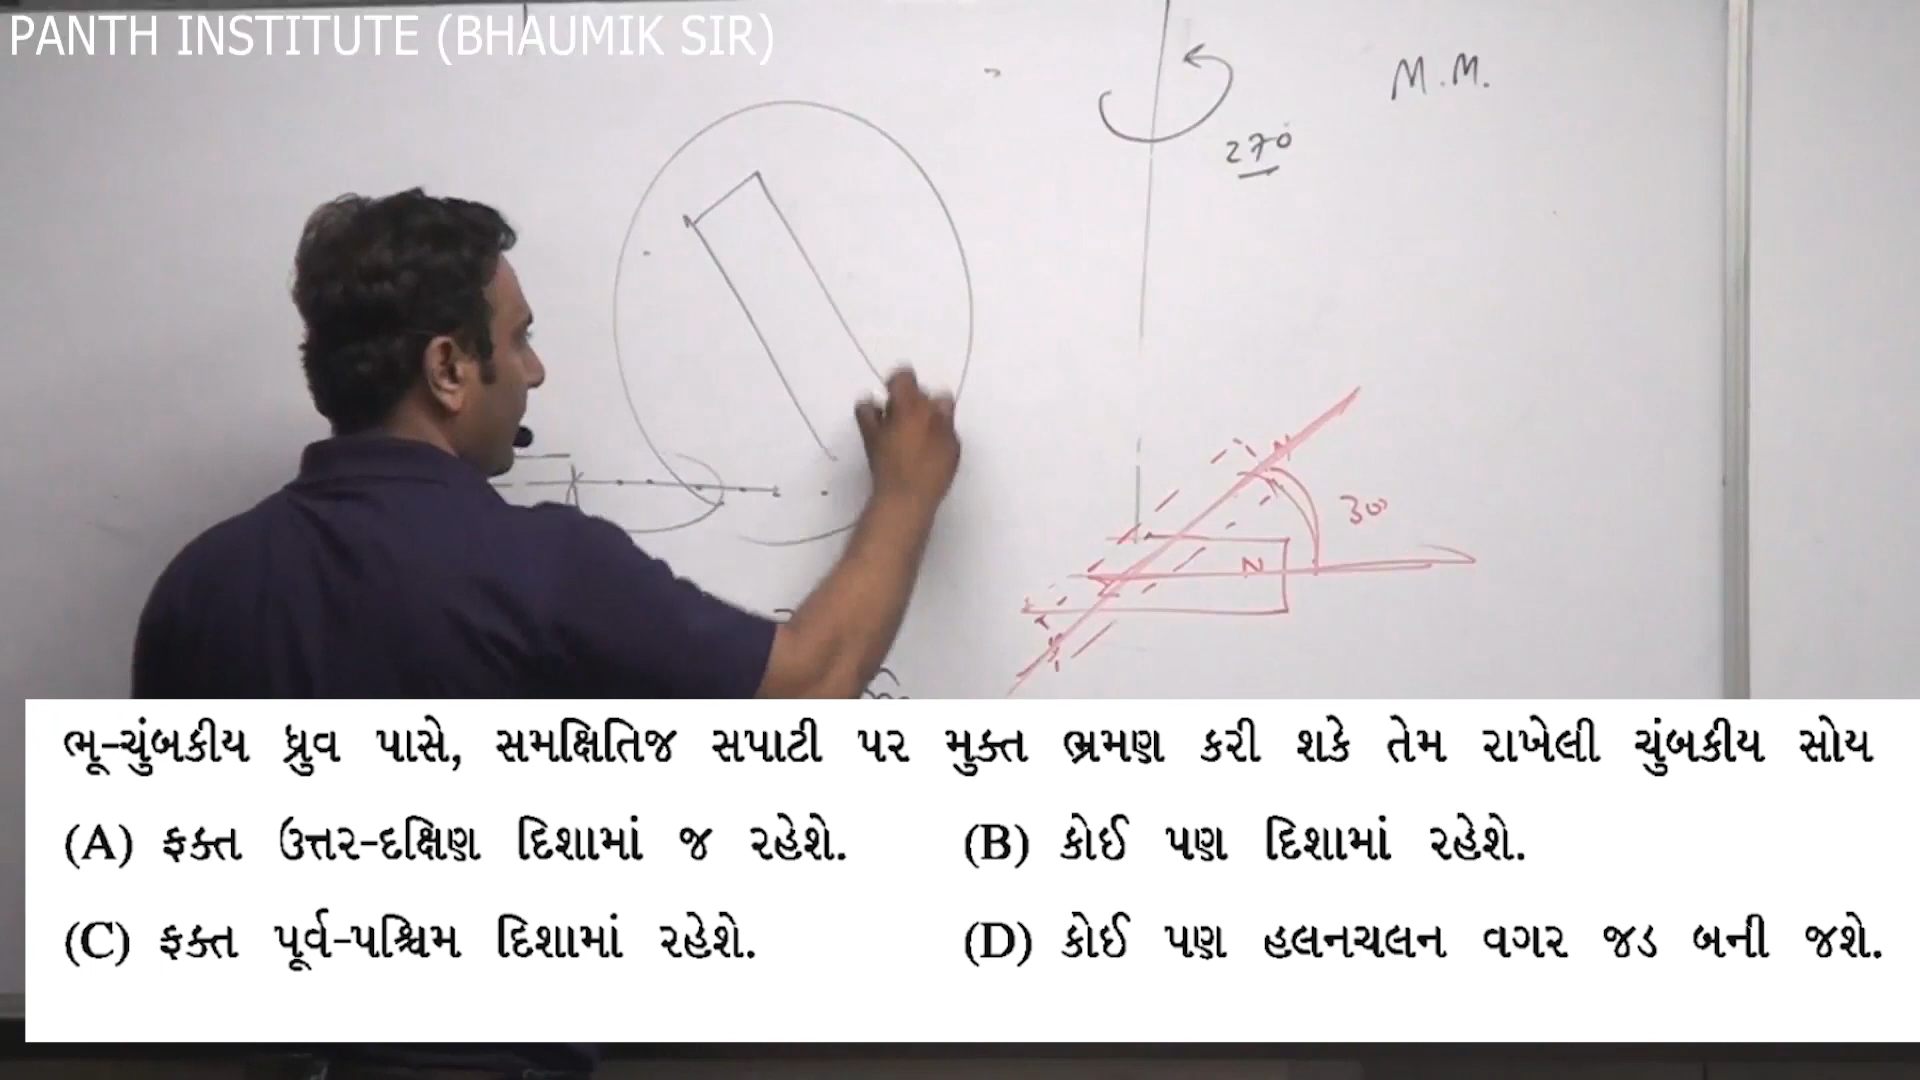 PANTH INSTITUTE (BHAUMIK SIR)
M.M.
270
N
30°
N
ભૂ-ચુંબકીય ધ્રુવ પાસે, સમક્ષિતિજ સપાટી પર મુક્ત ભ્રમણ કરી શકે તેમ રાખેલી ચુંબકીય સોય
(A) ફક્ત ઉત્તર-દક્ષિણ દિશામાં જ રહેશે. (B) કોઈ પણ દિશામાં રહેશે.
(C) ફક્ત પૂર્વ-પશ્ચિમ દિશામાં રહેશે. (D) કોઈ પણ હલનચલન વગર જડ બની જશે.